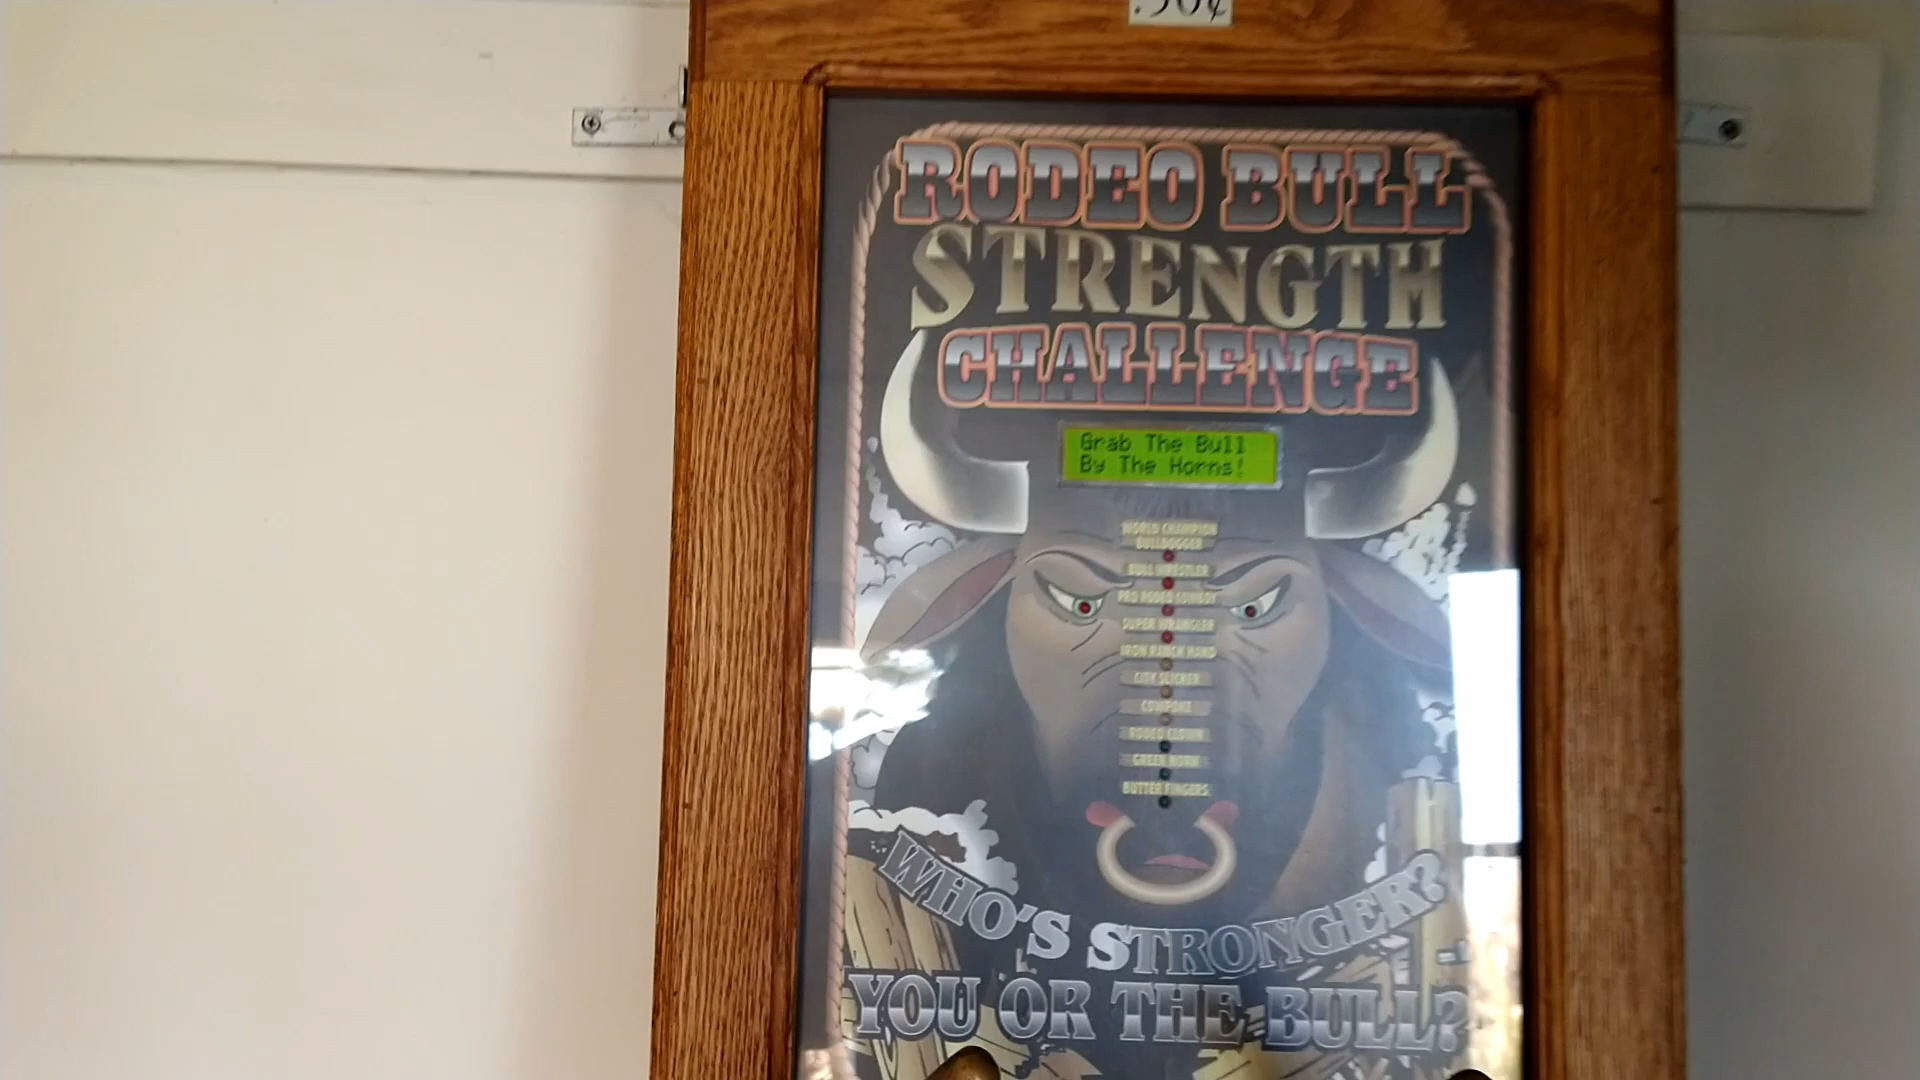 .50¢
RODEO BULL
STRENGTH
CHALLENGE
Grab The Bull
By The Horns!
WORLD CHAMPION
BULLDOGGER
BULL WRESTLER
PRO RODEO COWBOY
SUPER WRANGLER
IRON RANCH HAND
CITY SLICKER
COWPOKE
RODEO CLOWN
GREEN HORN
BUTTER FINGERS
WHO'S STRONGER?
YOU OR THE BULL?